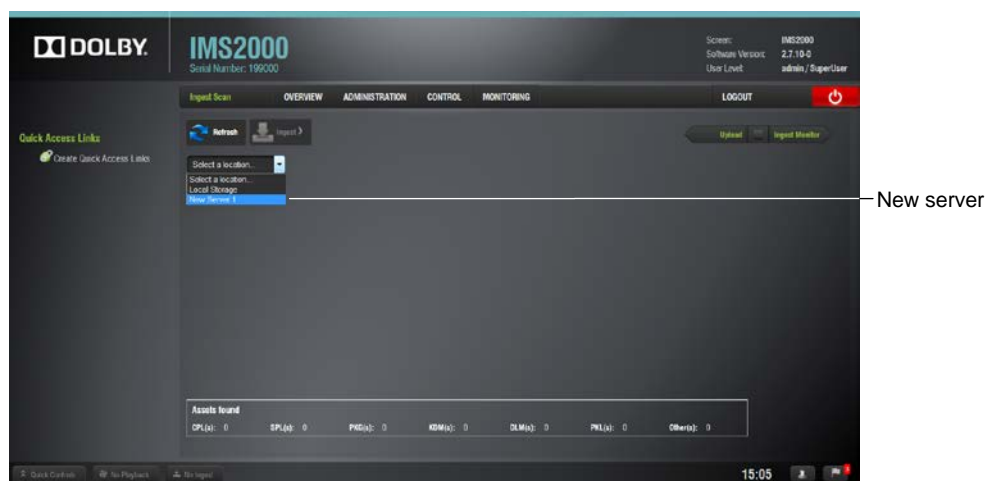 DOLBY.
IMS2000
Serial Number: 199000
Screen: IMS2000
Software Version: 2.7.10-0
User Level: admin / SuperUser
Ingest Scan OVERVIEW ADMINISTRATION CONTROL MONITORING LOGOUT
Quick Access Links
Create Quick Access Links
Refresh Ingest > Upload Ingest Monitor
Select a location...
Select a location...
Local Storage
New Server 1
New server
Assets found
CPL(s): 0 SPL(s): 0 PKG(s): 0 KDM(s): 0 DLM(s): 0 PKL(s): 0 Other(s): 0
Quick Controls No Playback No Ingest 15:05